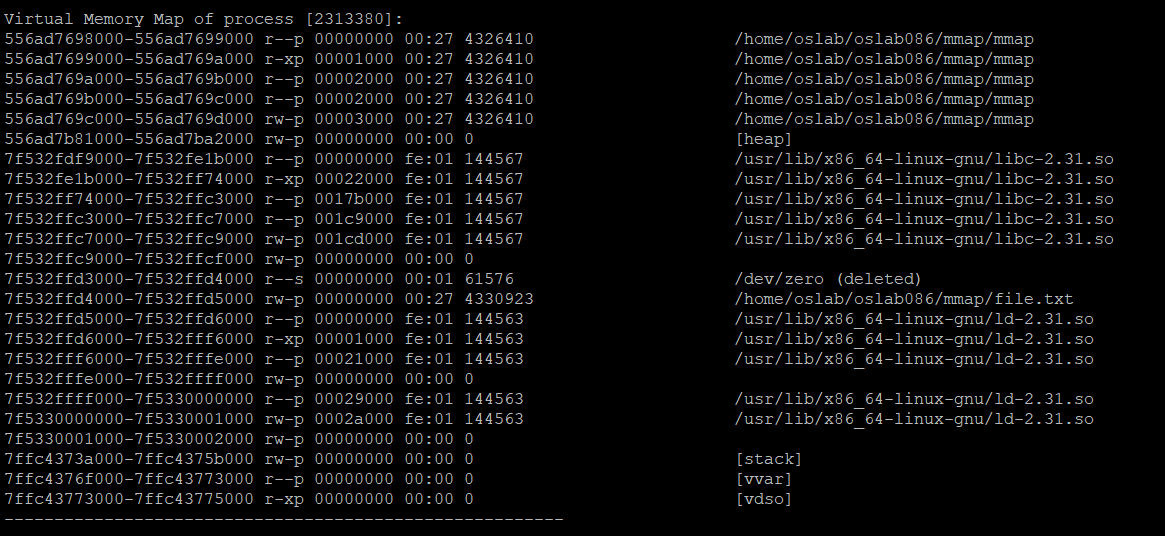 Virtual Memory Map of process [2313380]:
556ad7698000-556ad7699000 r--p 00000000 00:27 4326410 /home/oslab/oslab086/mmap/mmap
556ad7699000-556ad769a000 r-xp 00001000 00:27 4326410 /home/oslab/oslab086/mmap/mmap
556ad769a000-556ad769b000 r--p 00002000 00:27 4326410 /home/oslab/oslab086/mmap/mmap
556ad769b000-556ad769c000 r--p 00002000 00:27 4326410 /home/oslab/oslab086/mmap/mmap
556ad769c000-556ad769d000 rw-p 00003000 00:27 4326410 /home/oslab/oslab086/mmap/mmap
556ad7b81000-556ad7ba2000 rw-p 00000000 00:00 0 [heap]
7f532fdf9000-7f532fe1b000 r--p 00000000 fe:01 144567 /usr/lib/x86_64-linux-gnu/libc-2.31.so
7f532fe1b000-7f532ff74000 r-xp 00022000 fe:01 144567 /usr/lib/x86_64-linux-gnu/libc-2.31.so
7f532ff74000-7f532ffc3000 r--p 0017b000 fe:01 144567 /usr/lib/x86_64-linux-gnu/libc-2.31.so
7f532ffc3000-7f532ffc7000 r--p 001c9000 fe:01 144567 /usr/lib/x86_64-linux-gnu/libc-2.31.so
7f532ffc7000-7f532ffc9000 rw-p 001cd000 fe:01 144567 /usr/lib/x86_64-linux-gnu/libc-2.31.so
7f532ffc9000-7f532ffcf000 rw-p 00000000 00:00 0
7f532ffd3000-7f532ffd4000 r--s 00000000 00:01 61576 /dev/zero (deleted)
7f532ffd4000-7f532ffd5000 rw-p 00000000 00:27 4330923 /home/oslab/oslab086/mmap/file.txt
7f532ffd5000-7f532ffd6000 r--p 00000000 fe:01 144563 /usr/lib/x86_64-linux-gnu/ld-2.31.so
7f532ffd6000-7f532fff6000 r-xp 00001000 fe:01 144563 /usr/lib/x86_64-linux-gnu/ld-2.31.so
7f532fff6000-7f532fffe000 r--p 00021000 fe:01 144563 /usr/lib/x86_64-linux-gnu/ld-2.31.so
7f532fffe000-7f532ffff000 rw-p 00000000 00:00 0
7f532ffff000-7f5330000000 r--p 00029000 fe:01 144563 /usr/lib/x86_64-linux-gnu/ld-2.31.so
7f5330000000-7f5330001000 rw-p 0002a000 fe:01 144563 /usr/lib/x86_64-linux-gnu/ld-2.31.so
7f5330001000-7f5330002000 rw-p 00000000 00:00 0
7ffc4373a000-7ffc4375b000 rw-p 00000000 00:00 0 [stack]
7ffc4376f000-7ffc43773000 r--p 00000000 00:00 0 [vvar]
7ffc43773000-7ffc43775000 r-xp 00000000 00:00 0 [vdso]
--------------------------------------------------------